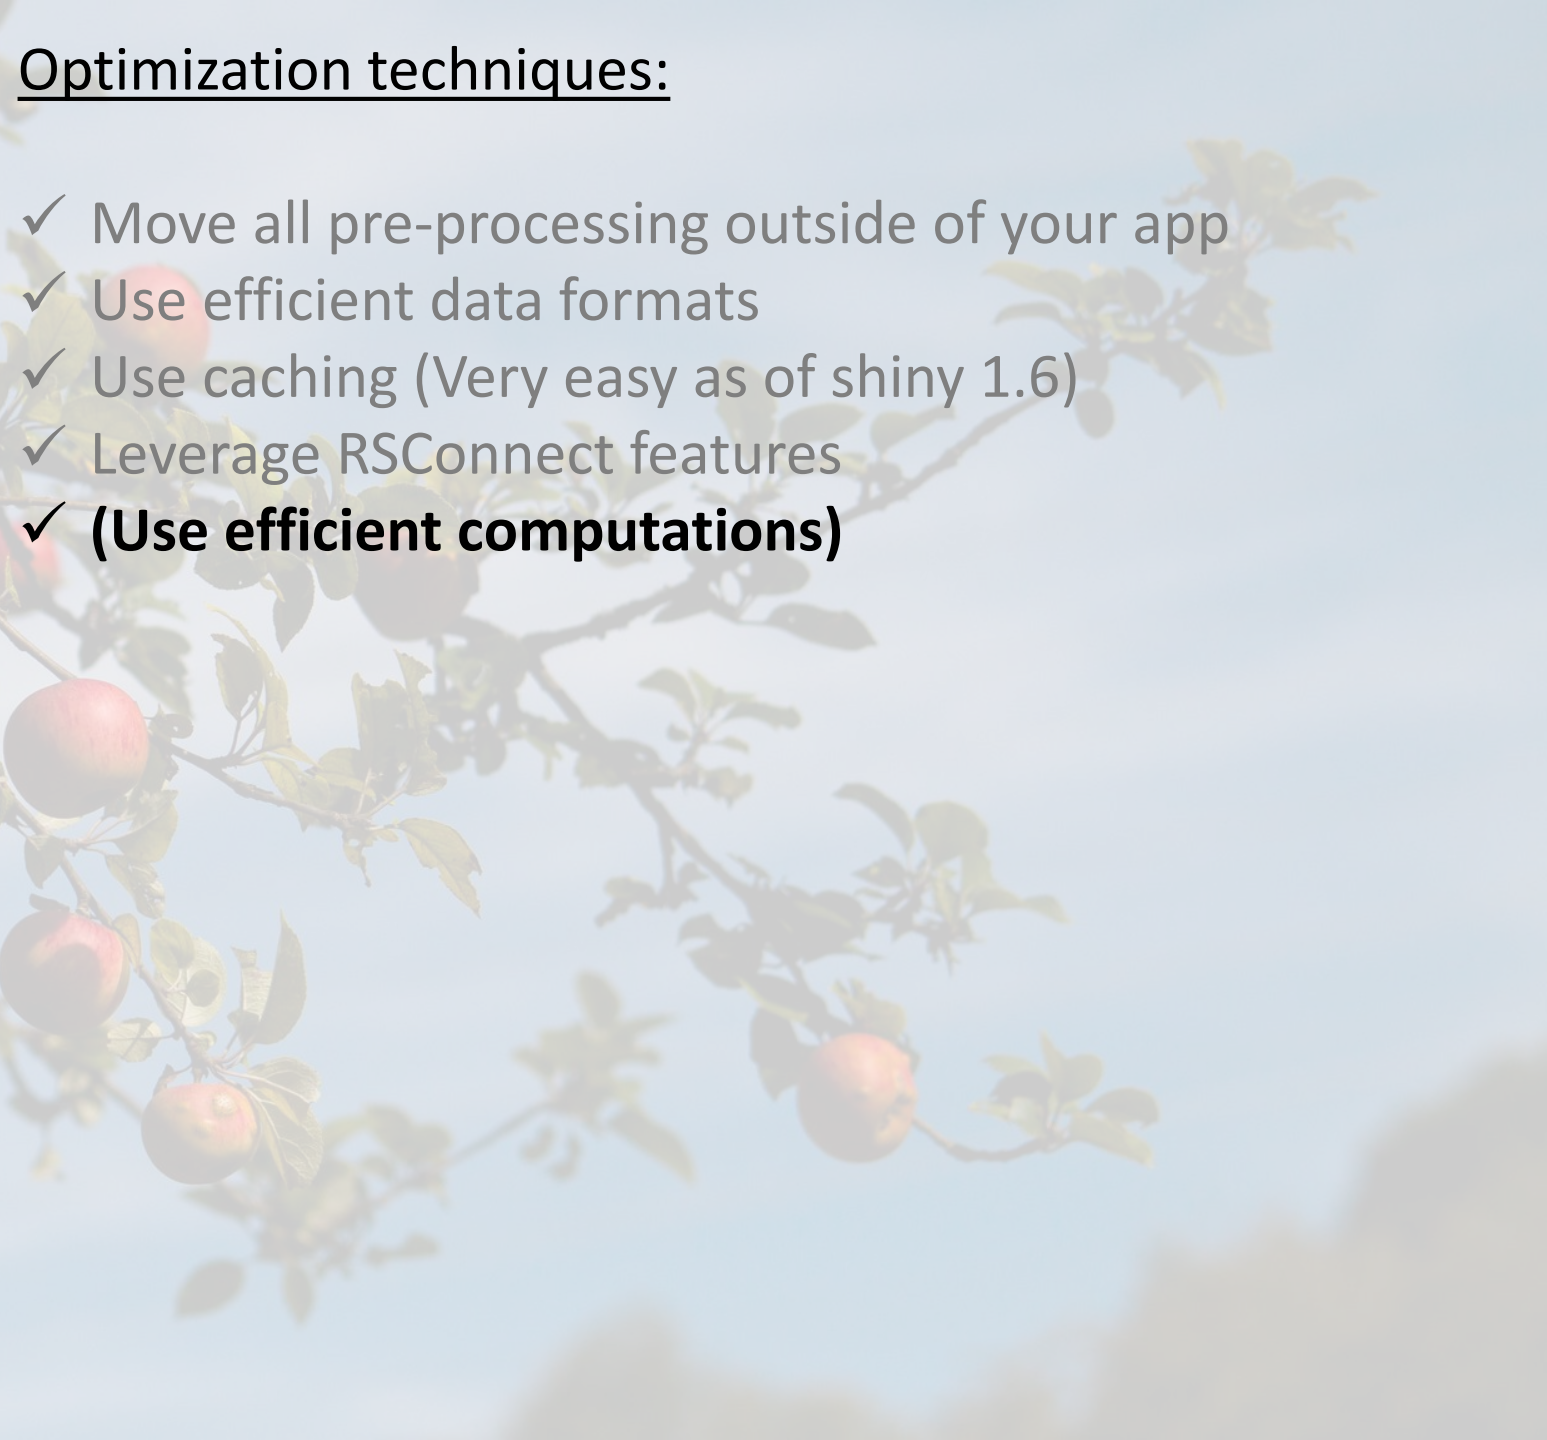 Optimization techniques:
✓ Move all pre-processing outside of your app
✓ Use efficient data formats
✓ Use caching (Very easy as of shiny 1.6)
✓ Leverage RSConnect features
✓ (Use efficient computations)